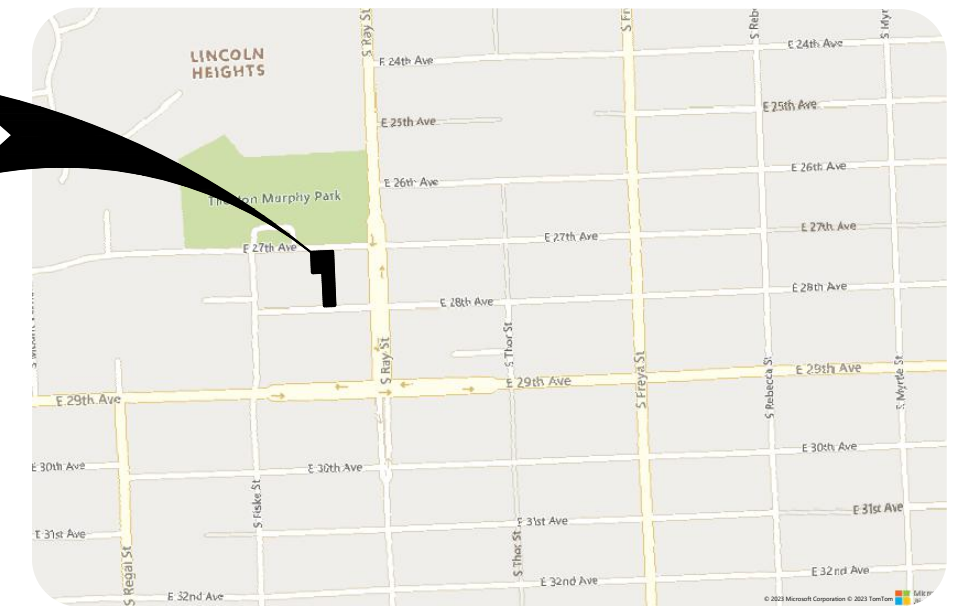 S Ray St
S Fr
S Reb
S Myr
LINCOLN
HEIGHTS
E 24th Ave
E 24th Ave
E 25th Ave
E 25th Ave
E 26th Ave
E 26th Ave
Murphy Park
E 27th Ave
E 27th Ave
E 27th Ave
E 28th Ave
E 28th Ave
S Thor St
S Ray St
S Freya St
S Rebecca St
S Myrtle St
E 29th Ave
E 29th Ave
E 29th Ave
E 30th Ave
E 30th Ave
E 30th Ave
S Fiske St
E 31st Ave
E 31st Ave
E 31st Ave
S Thor St
S Regal St
E 32nd Ave
E 32nd Ave
E 32nd Ave
© 2023 Microsoft Corporation © 2023 TomTom